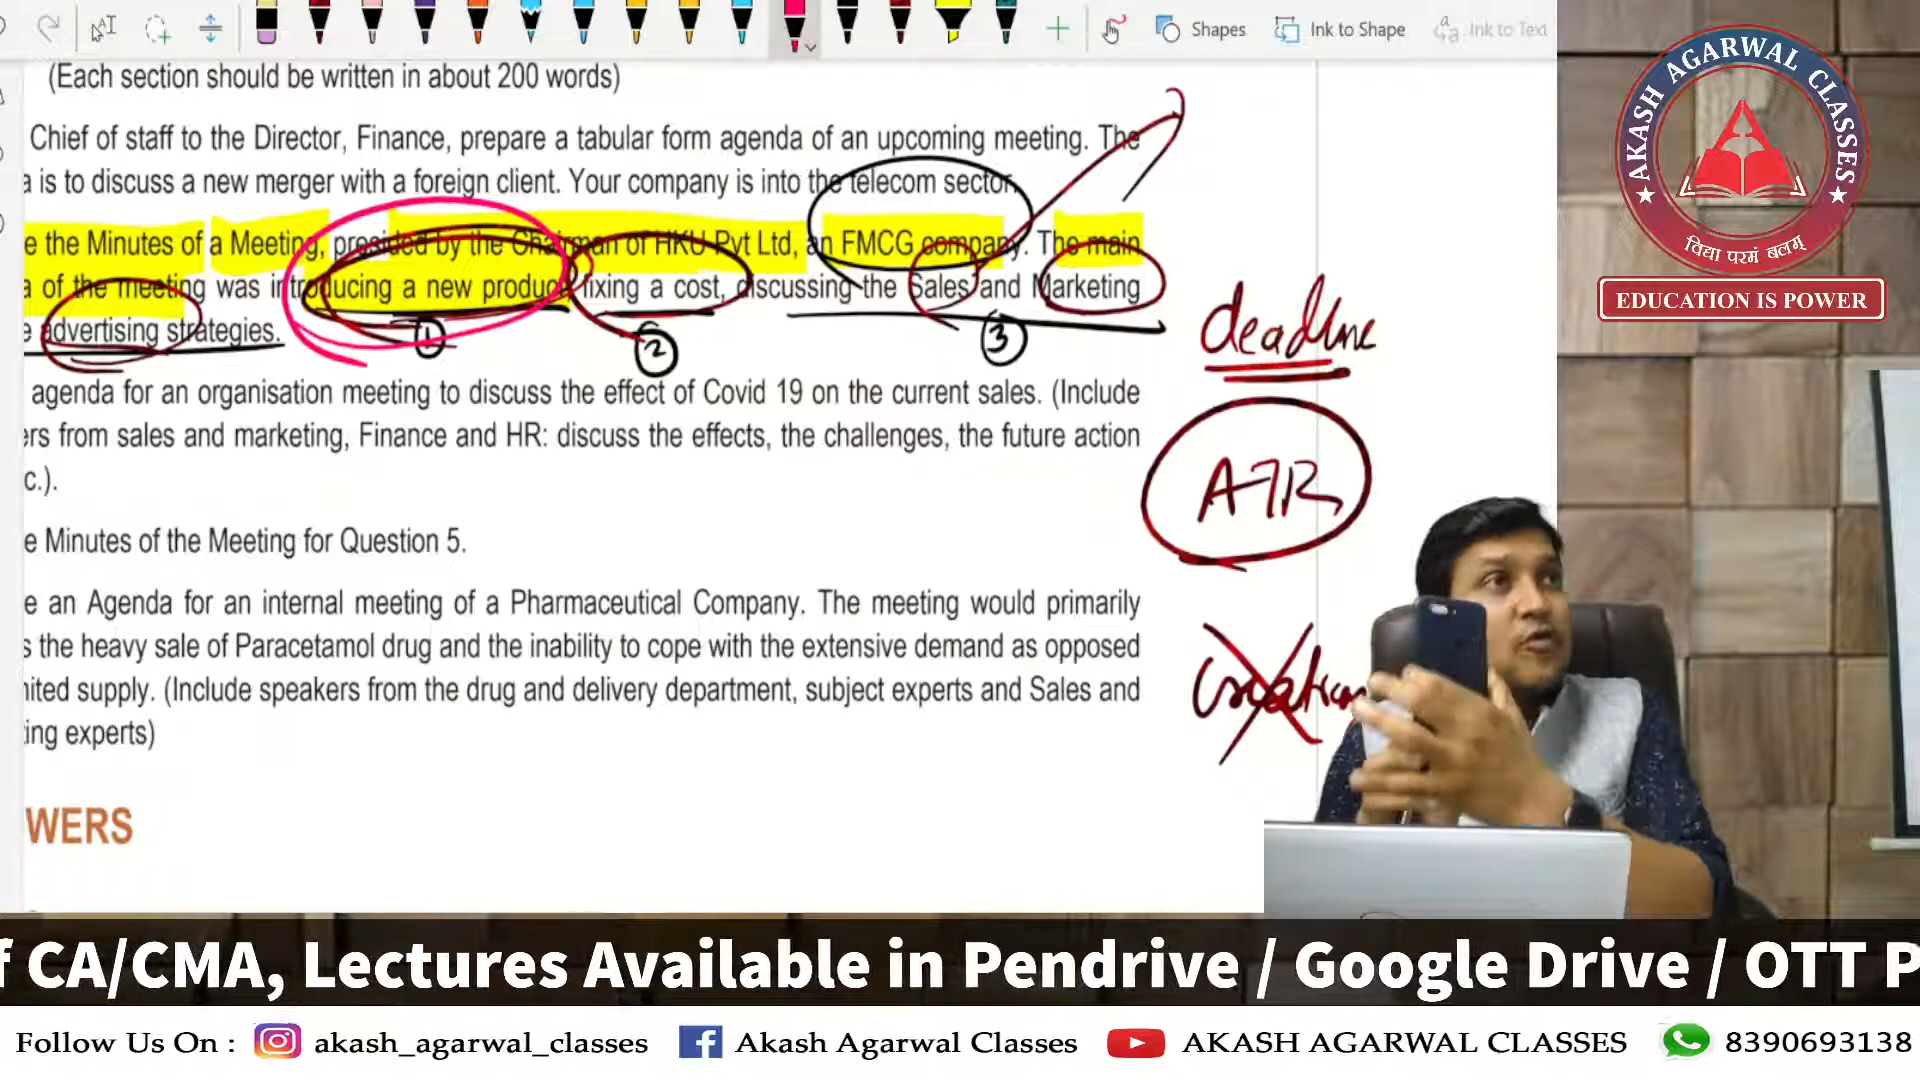 Shapes
Ink to Shape
Ink to Text
(Each section should be written in about 200 words)
Chief of staff to the Director, Finance, prepare a tabular form agenda of an upcoming meeting. The
a is to discuss a new merger with a foreign client. Your company is into the telecom sector.
e the Minutes of a Meeting, presided by the Chairman of HKU Pvt Ltd, an FMCG company. The main
a of the meeting was introducing a new product, fixing a cost, discussing the Sales and Marketing
e advertising strategies.
1
2
3
deadline
agenda for an organisation meeting to discuss the effect of Covid 19 on the current sales. (Include
ers from sales and marketing, Finance and HR: discuss the effects, the challenges, the future action
c.).
ATR
e Minutes of the Meeting for Question 5.
e an Agenda for an internal meeting of a Pharmaceutical Company. The meeting would primarily
s the heavy sale of Paracetamol drug and the inability to cope with the extensive demand as opposed
ited supply. (Include speakers from the drug and delivery department, subject experts and Sales and
ing experts)
WERS
AKASH AGARWAL CLASSES
विद्या परमं बलम्
EDUCATION IS POWER
f CA/CMA, Lectures Available in Pendrive / Google Drive / OTT P
Follow Us On : akash_agarwal_classes Akash Agarwal Classes AKASH AGARWAL CLASSES 8390693138